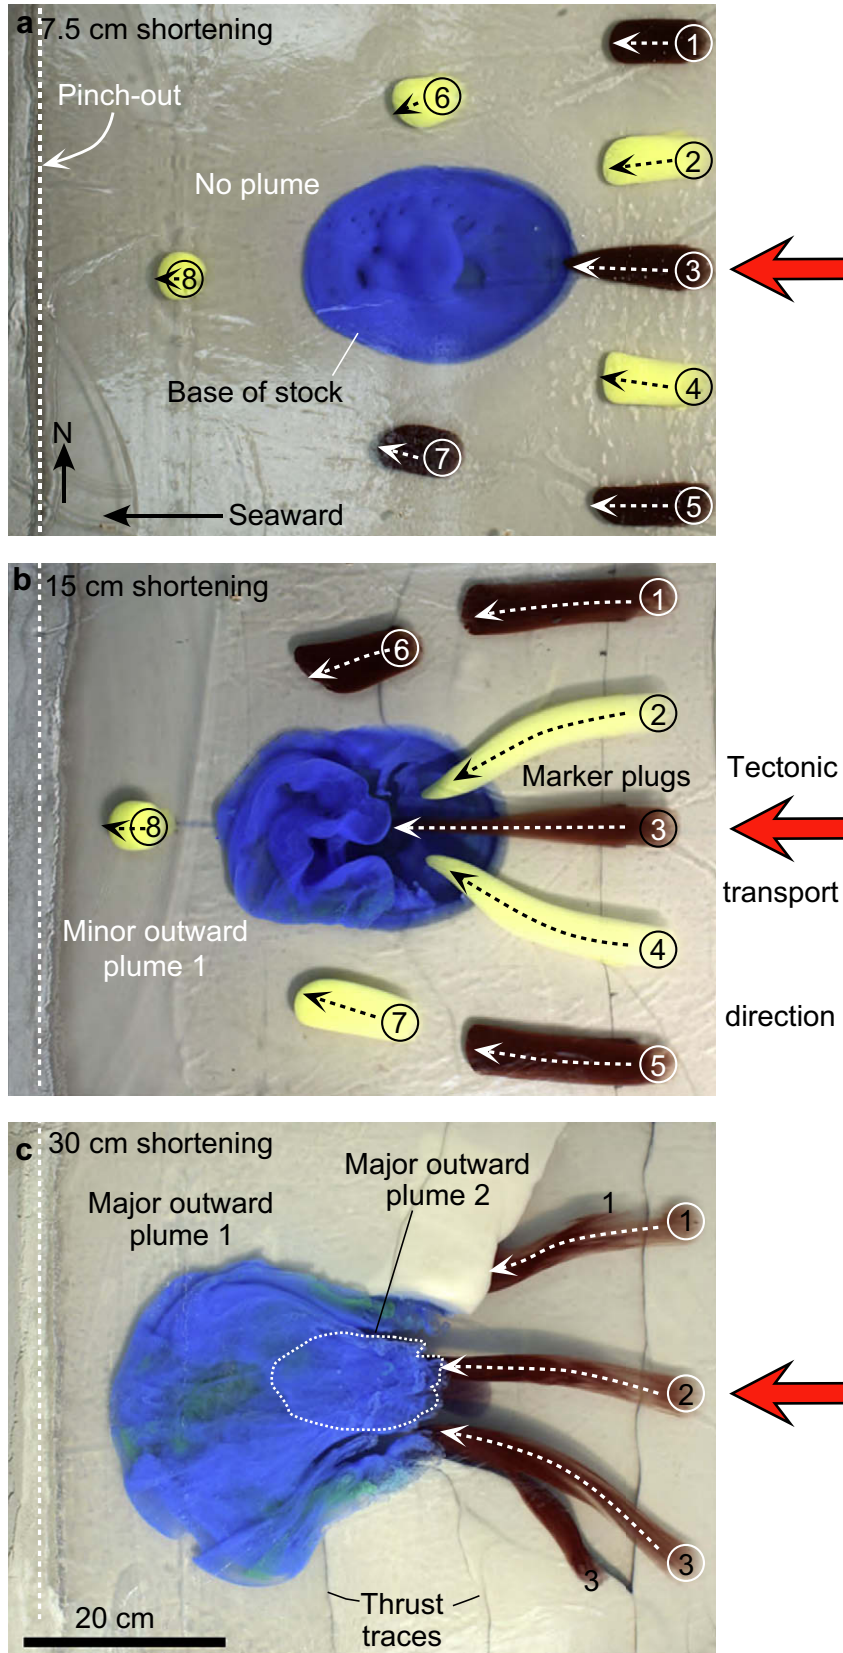 a 7.5 cm shortening
1
Pinch-out
6
2
No plume
3
8
Base of stock
4
N
7
Seaward
5
b 15 cm shortening
1
6
2
Marker plugs
Tectonic
8
3
transport
Minor outward
plume 1
4
direction
7
5
c 30 cm shortening
Major outward
plume 2
Major outward
plume 1
1
1
2
3
3
Thrust
traces
20 cm